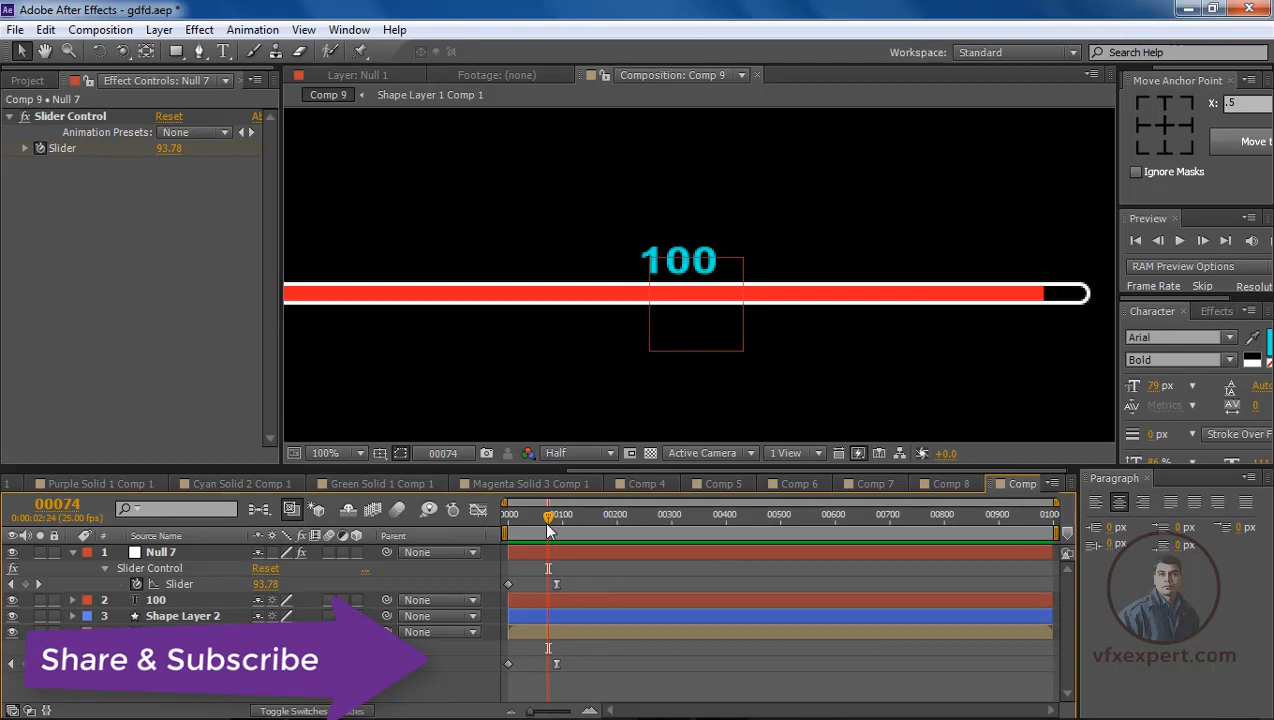 Adobe After Effects - gdfd.aep *
File Edit Composition Layer Effect Animation View Window Help
Workspace: Standard Search Help
Project Effect Controls: Null 7 Layer: Null 1 Footage: (none) Composition: Comp 9 Move Anchor Point
Comp 9 • Null 7 Comp 9 Shape Layer 1 Comp 1 X: .5
fx Slider Control Reset Ab
Animation Presets: None Move t
Slider 93.78
Ignore Masks
Preview
RAM Preview Options
Frame Rate Skip Resolut
Character Effects
Arial
Bold
79 px Auto
Metrics 0
0 px Stroke Over F
86 %
100
100% 00074 Half Active Camera 1 View +0.0
1 Purple Solid 1 Comp 1 Cyan Solid 2 Comp 1 Green Solid 1 Comp 1 Magenta Solid 3 Comp 1 Comp 4 Comp 5 Comp 6 Comp 7 Comp 8 Comp Paragraph
00074
0:00:02:24 (25.00 fps)
0000 00100 00200 00300 00400 00500 00600 00700 00800 00900 0100
# Source Name Parent
1 Null 7 fx None
fx Slider Control Reset ...
Slider 93.78
2 T 100 None
3 Shape Layer 2 None
None
0 px 0 px 0 px
0 px 0 px
Share & Subscribe
vfxexpert.com
Toggle Switches / Modes